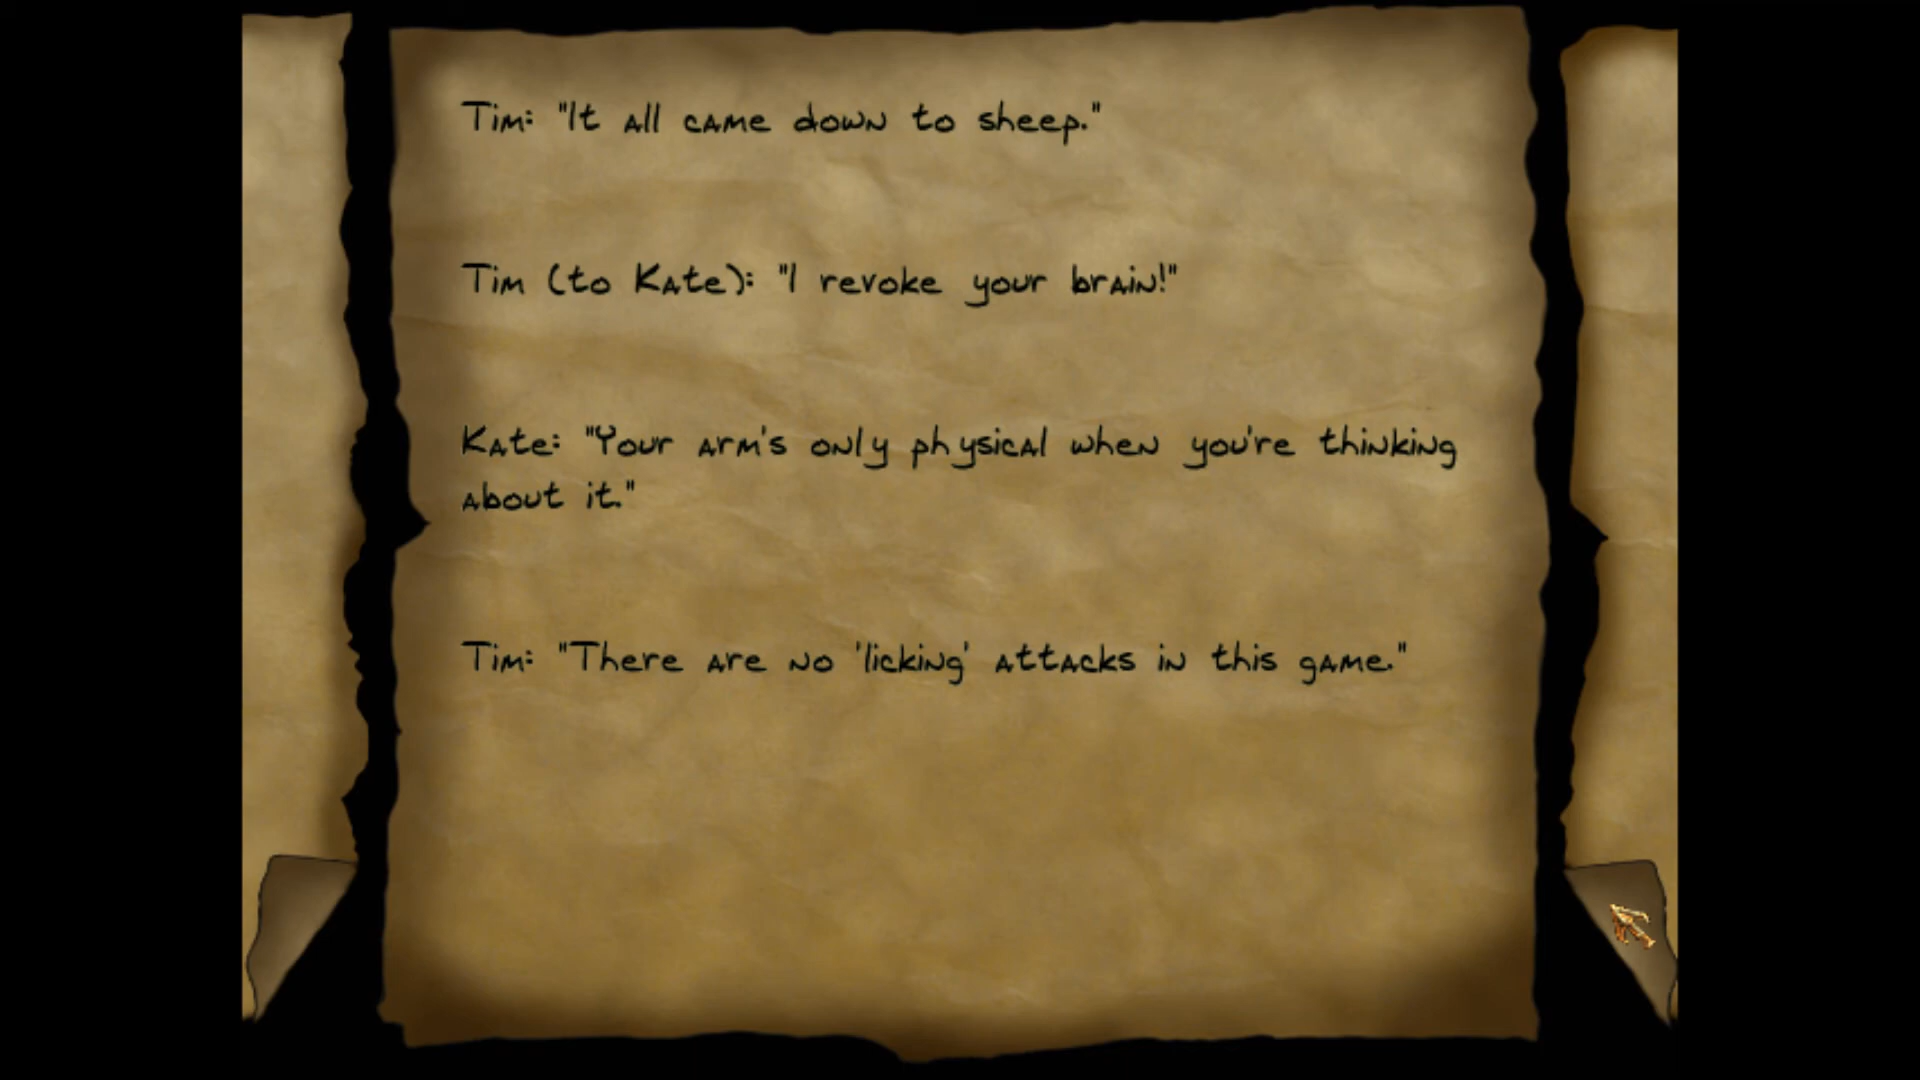 Tim: "It all came down to sheep."
Tim (to Kate): "I revoke your brain!"
Kate: "Your arm's only physical when you're thinking
about it."
Tim: "There are no 'licking' attacks in this game."